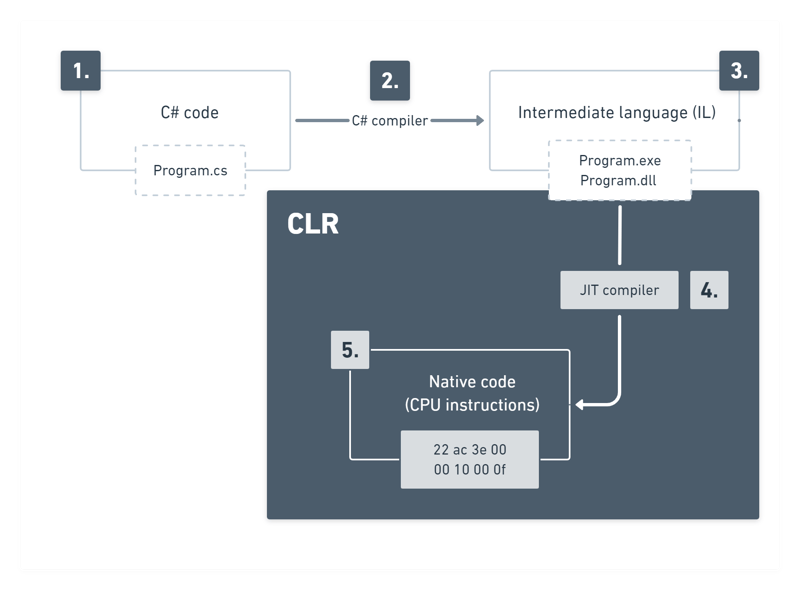 1.
C# code
Program.cs
2.
C# compiler
3.
Intermediate language (IL)
Program.exe
Program.dll
CLR
JIT compiler
4.
5.
Native code
(CPU instructions)
22 ac 3e 00
00 10 00 0f